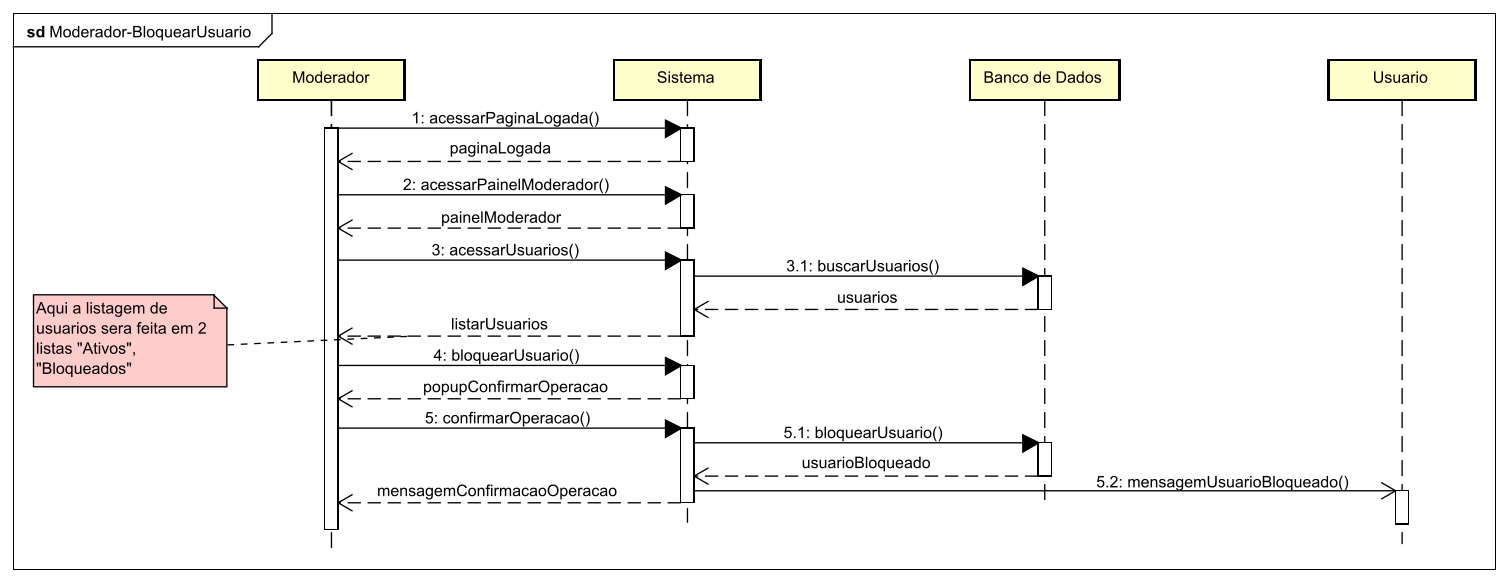 sd Moderador-BloquearUsuario
Moderador
Sistema
Banco de Dados
Usuario
1: acessarPaginaLogada()
paginaLogada
2: acessarPainelModerador()
painelModerador
3: acessarUsuarios()
3.1: buscarUsuarios()
usuarios
Aqui a listagem de
usuarios sera feita em 2
listas "Ativos",
"Bloqueados"
listarUsuarios
4: bloquearUsuario()
popupConfirmarOperacao
5: confirmarOperacao()
5.1: bloquearUsuario()
usuarioBloqueado
5.2: mensagemUsuarioBloqueado()
mensagemConfirmacaoOperacao